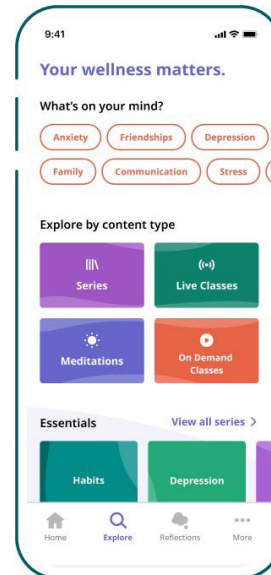 9:41
Your wellness matters.
What's on your mind?
Anxiety Friendships Depression
Family Communication Stress
Explore by content type
Series Live Classes
Meditations On Demand
Classes
Essentials View all series >
Habits Depression
Home Explore Reflections More